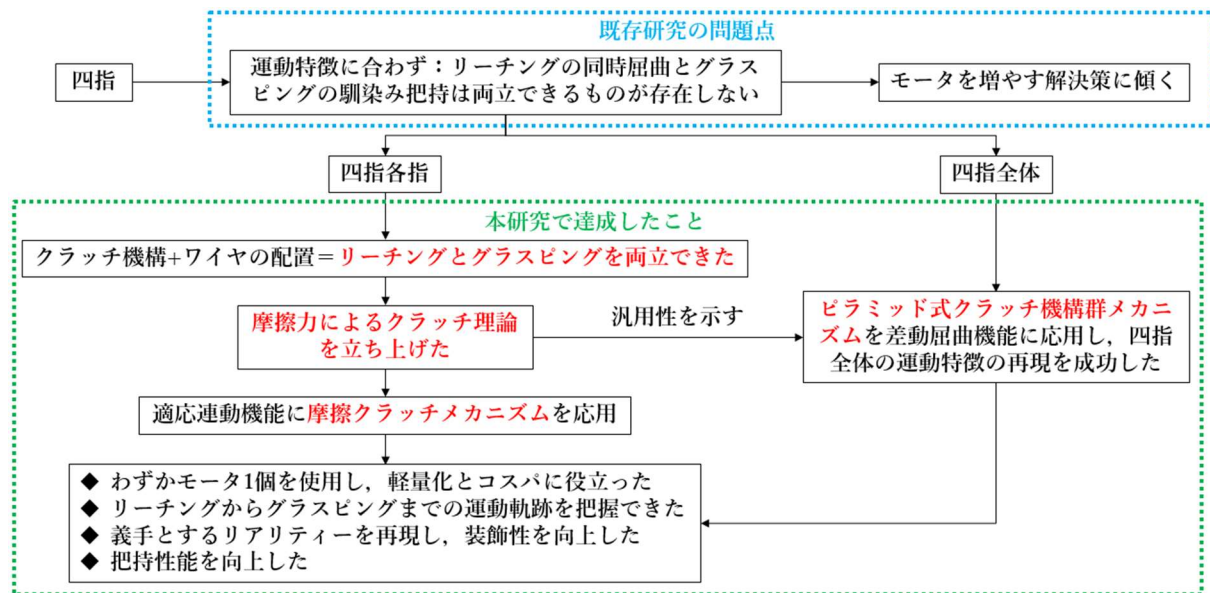 既存研究の問題点
四指
運動特徴に合わず：リーチングの同時屈曲とグラス
ピングの馴染み把持は両立できるものが存在しない
モータを増やす解決策に傾く
四指各指
四指全体
本研究で達成したこと
クラッチ機構+ワイヤの配置＝リーチングとグラスピングを両立できた
摩擦力によるクラッチ理論
を立ち上げた
汎用性を示す
ピラミッド式クラッチ機構群メカニ
ズムを差動屈曲機能に応用し，四指
全体の運動特徴の再現を成功した
適応連動機能に摩擦クラッチメカニズムを応用
◆ わずかモータ1個を使用し，軽量化とコスパに役立った
◆ リーチングからグラスピングまでの運動軌跡を把握できた
◆ 義手とするリアリティーを再現し，装飾性を向上した
◆ 把持性能を向上した